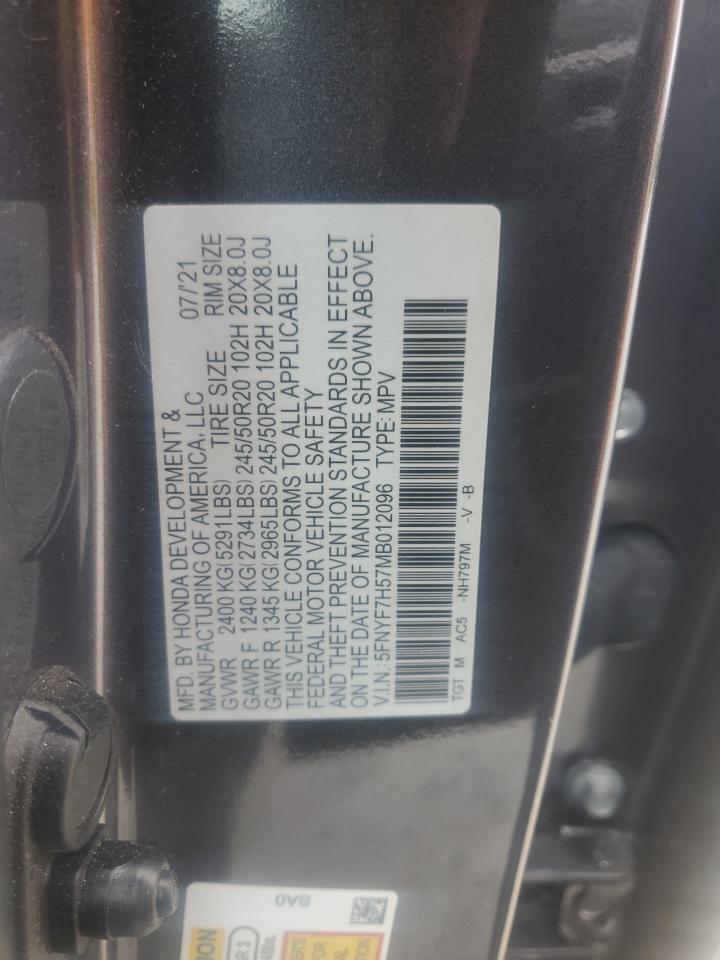 MFD. BY HONDA DEVELOPMENT &
MANUFACTURING OF AMERICA, LLC 07/'21
GVWR 2400 KG(5291LBS) TIRE SIZE RIM SIZE
GAWR F 1240 KG(2734LBS) 245/50R20 102H 20X8.0J
GAWR R 1345 KG(2965LBS) 245/50R20 102H 20X8.0J
THIS VEHICLE CONFORMS TO ALL APPLICABLE
FEDERAL MOTOR VEHICLE SAFETY
AND THEFT PREVENTION STANDARDS IN EFFECT
ON THE DATE OF MANUFACTURE SHOWN ABOVE.
V.I.N.: 5FNYF7H57MB012096 TYPE: MPV
TGT M AC5 -NH797M -V -B
SA0